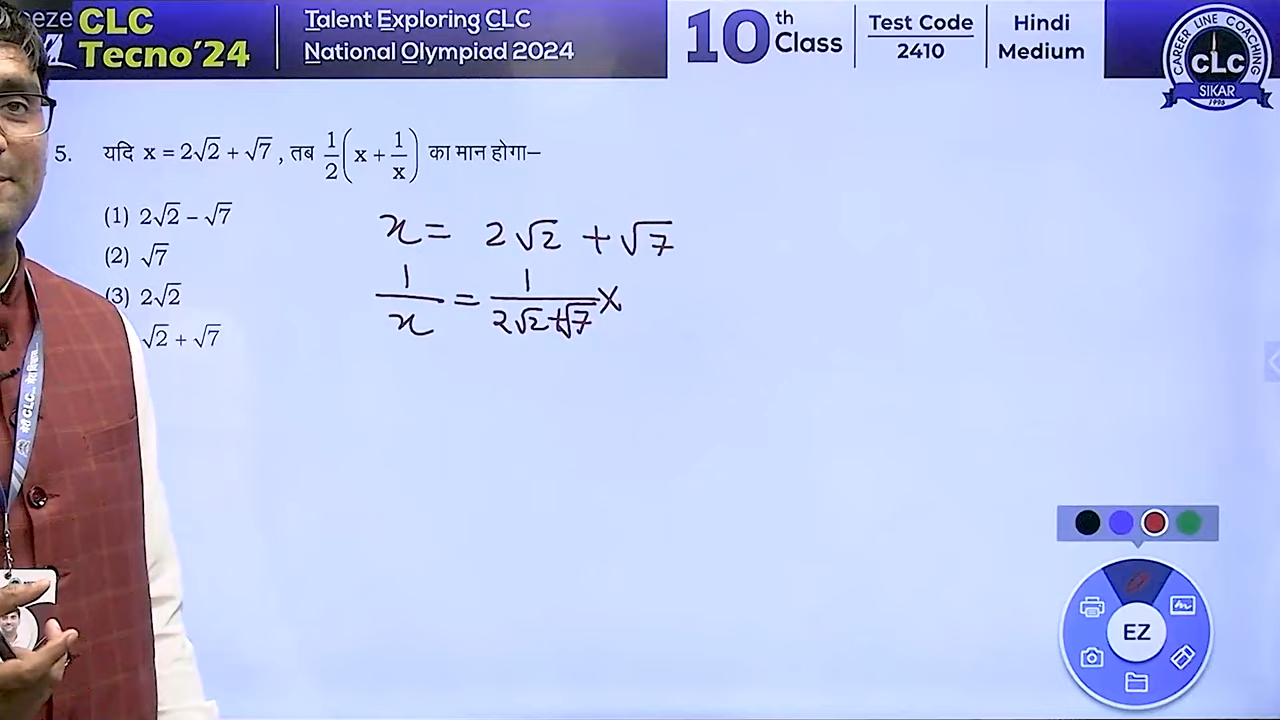 CLC
Tecno'24
Talent Exploring CLC
National Olympiad 2024
10th Class
Test Code
2410
Hindi
Medium
CAREER LINE COACHING
CLC
SIKAR
1996
5. यदि x = 2√2 + √7, तब 1/2(x + 1/x) का मान होगा–
(1) 2√2 – √7
(2) √7
(3) 2√2
√2 + √7
x = 2√2 + √7
1/x = 1/(2√2+√7) ×
CLC
EZ